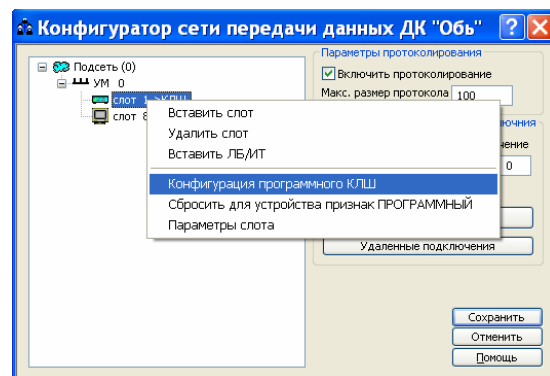 Конфигуратор сети передачи данных ДК "Обь"
Подсеть (0)
УМ 0
слот 1->КЛШ
слот 8
Вставить слот
Удалить слот
Вставить ЛБ/ИТ
Конфигурация программного КЛШ
Сбросить для устройства признак ПРОГРАММНЫЙ
Параметры слота
Параметры протоколирования
Включить протоколирование
Макс. размер протокола 100
0
Удаленные подключения
Сохранить
Отменить
Помощь